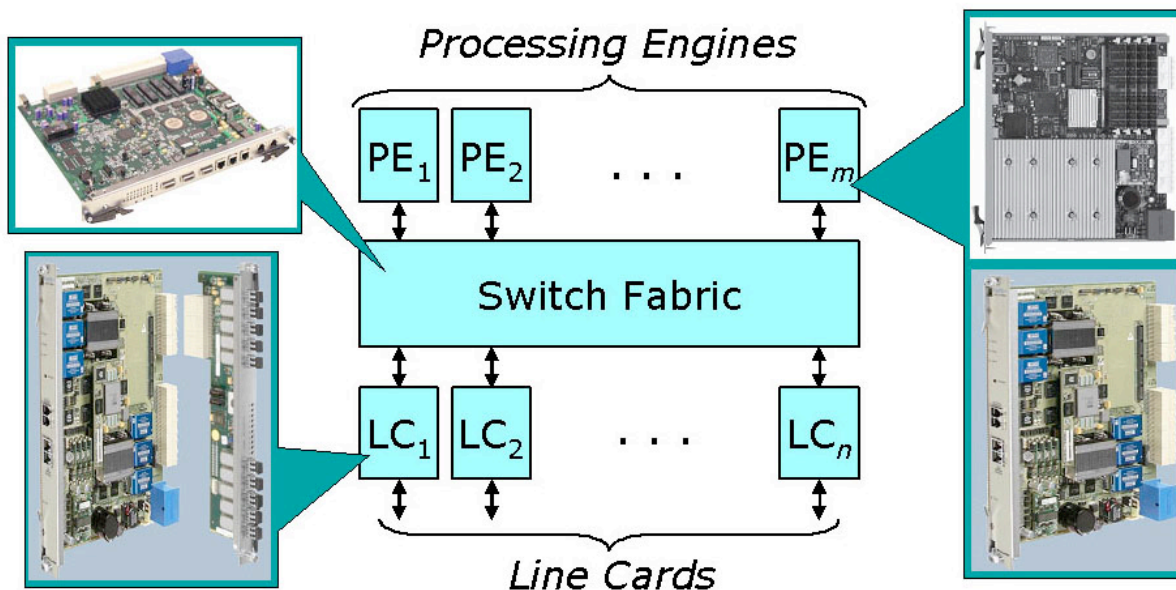 Processing Engines
PE1 PE2 . . . PEm
Switch Fabric
LC1 LC2 . . . LCn
Line Cards